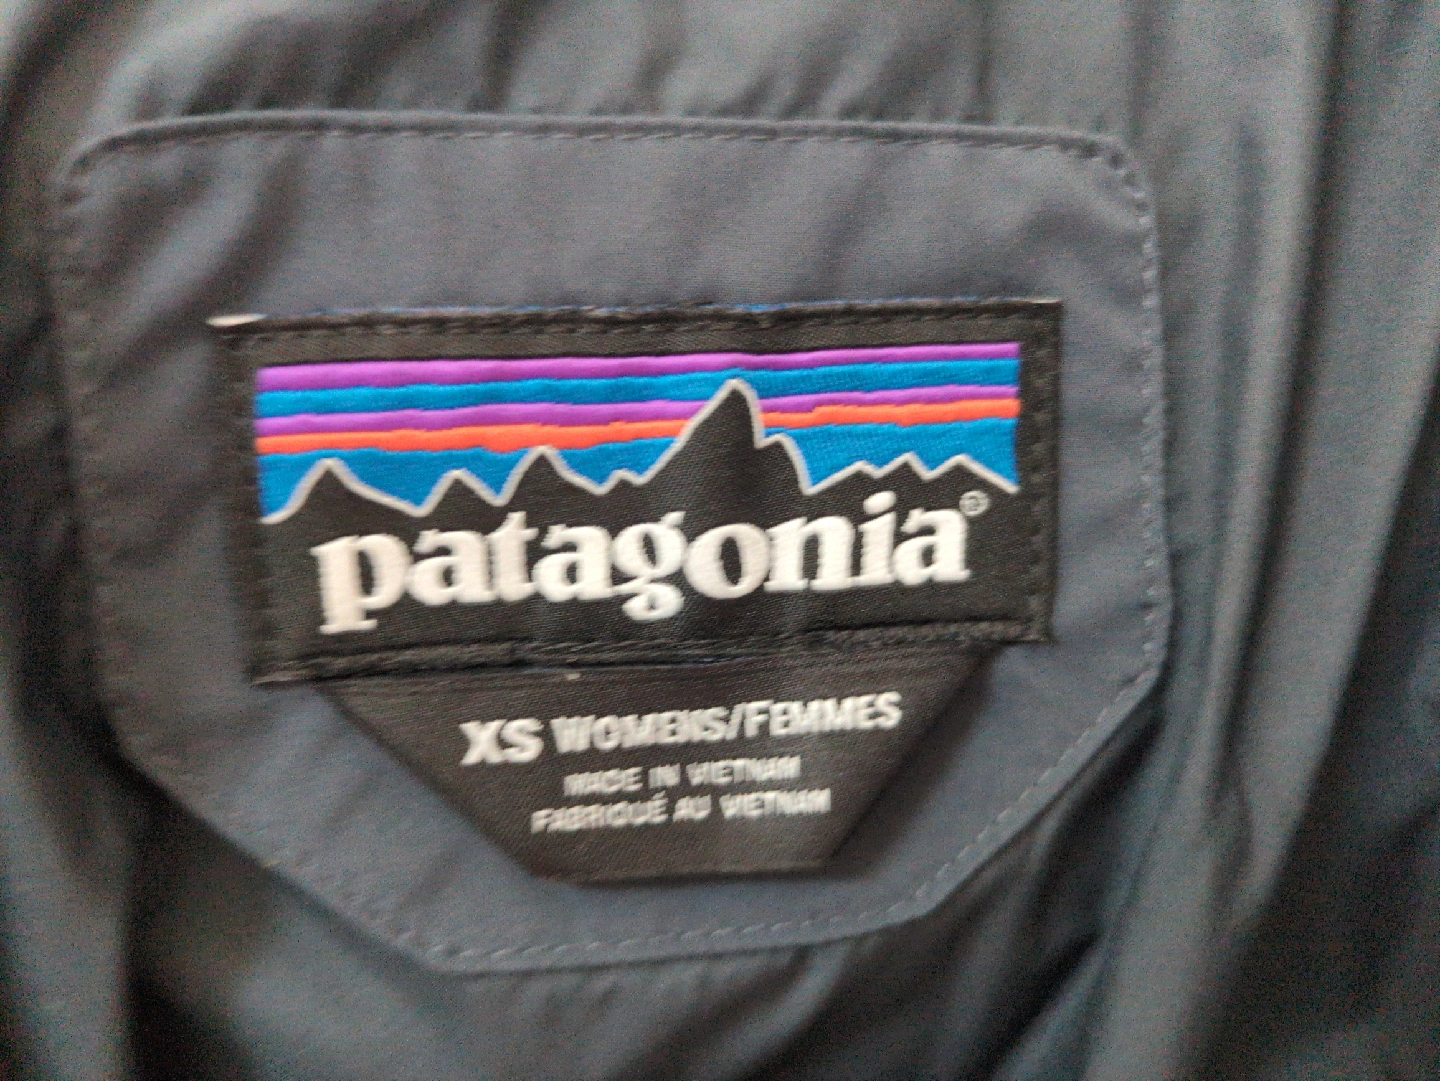 patagonia®
XS WOMENS/FEMMES
MADE IN VIETNAM
FABRIQUÉ AU VIETNAM